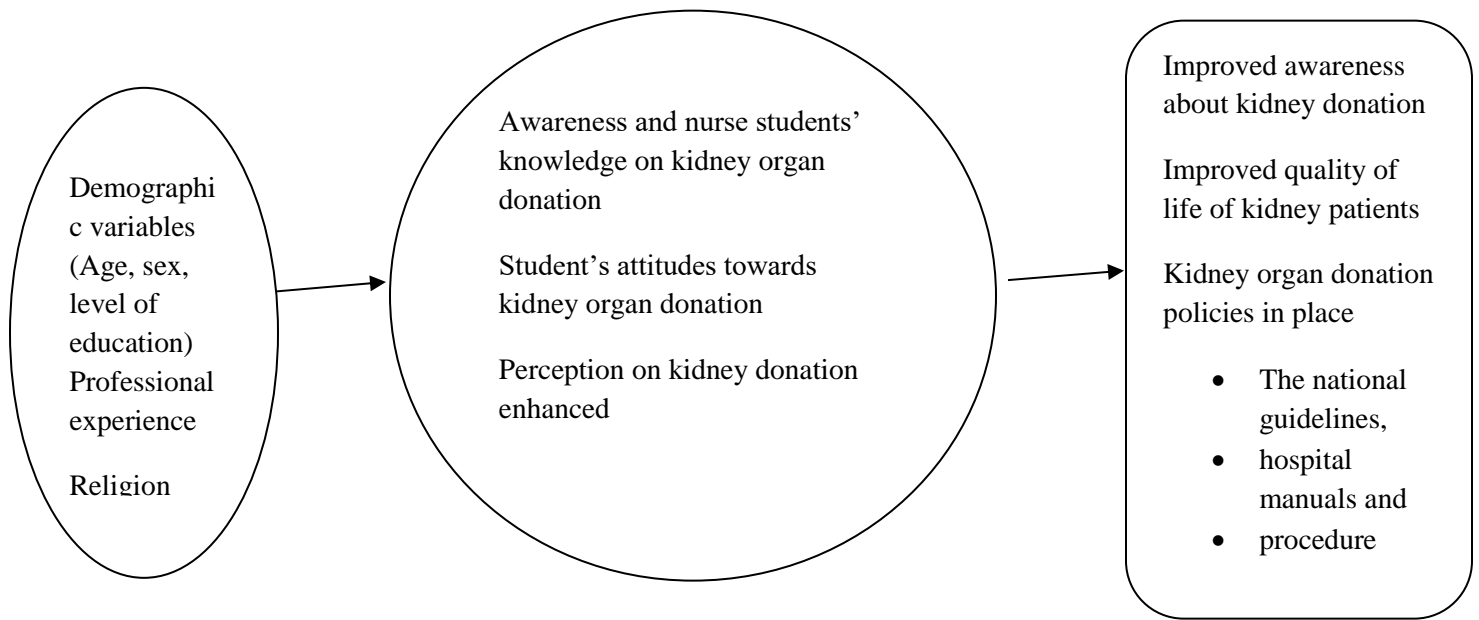 Demographi
c variables
(Age, sex,
level of
education)
Professional
experience
Religion
Awareness and nurse students’
knowledge on kidney organ
donation
Student’s attitudes towards
kidney organ donation
Perception on kidney donation
enhanced
Improved awareness
about kidney donation
Improved quality of
life of kidney patients
Kidney organ donation
policies in place
• The national
guidelines,
• hospital
manuals and
• procedure